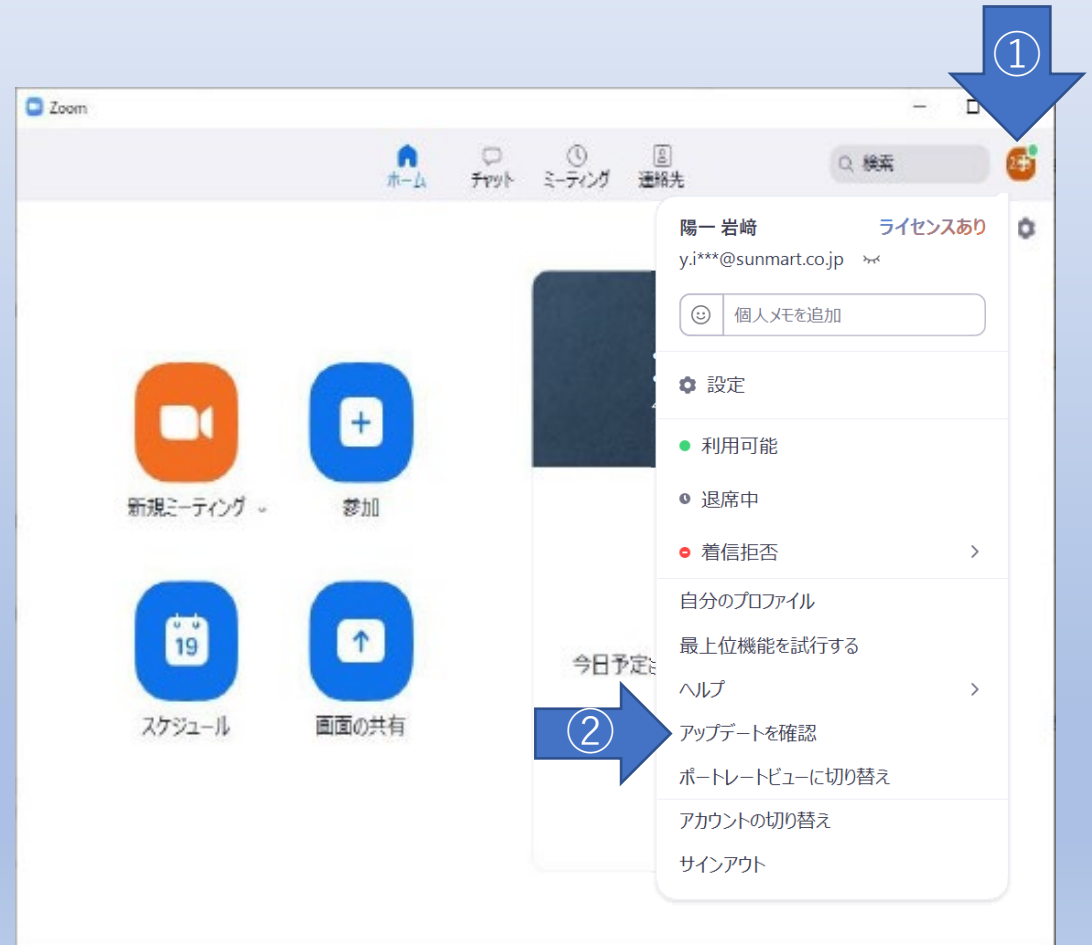 ①
Zoom
ホーム
チャット
ミーティング
連絡先
検索
陽一 岩﨑
ライセンスあり
y.i***@sunmart.co.jp
個人メモを追加
設定
利用可能
退席中
着信拒否
自分のプロファイル
最上位機能を試行する
ヘルプ
アップデートを確認
ポートレートビューに切り替え
アカウントの切り替え
サインアウト
新規ミーティング
参加
19
スケジュール
画面の共有
今日予定
②